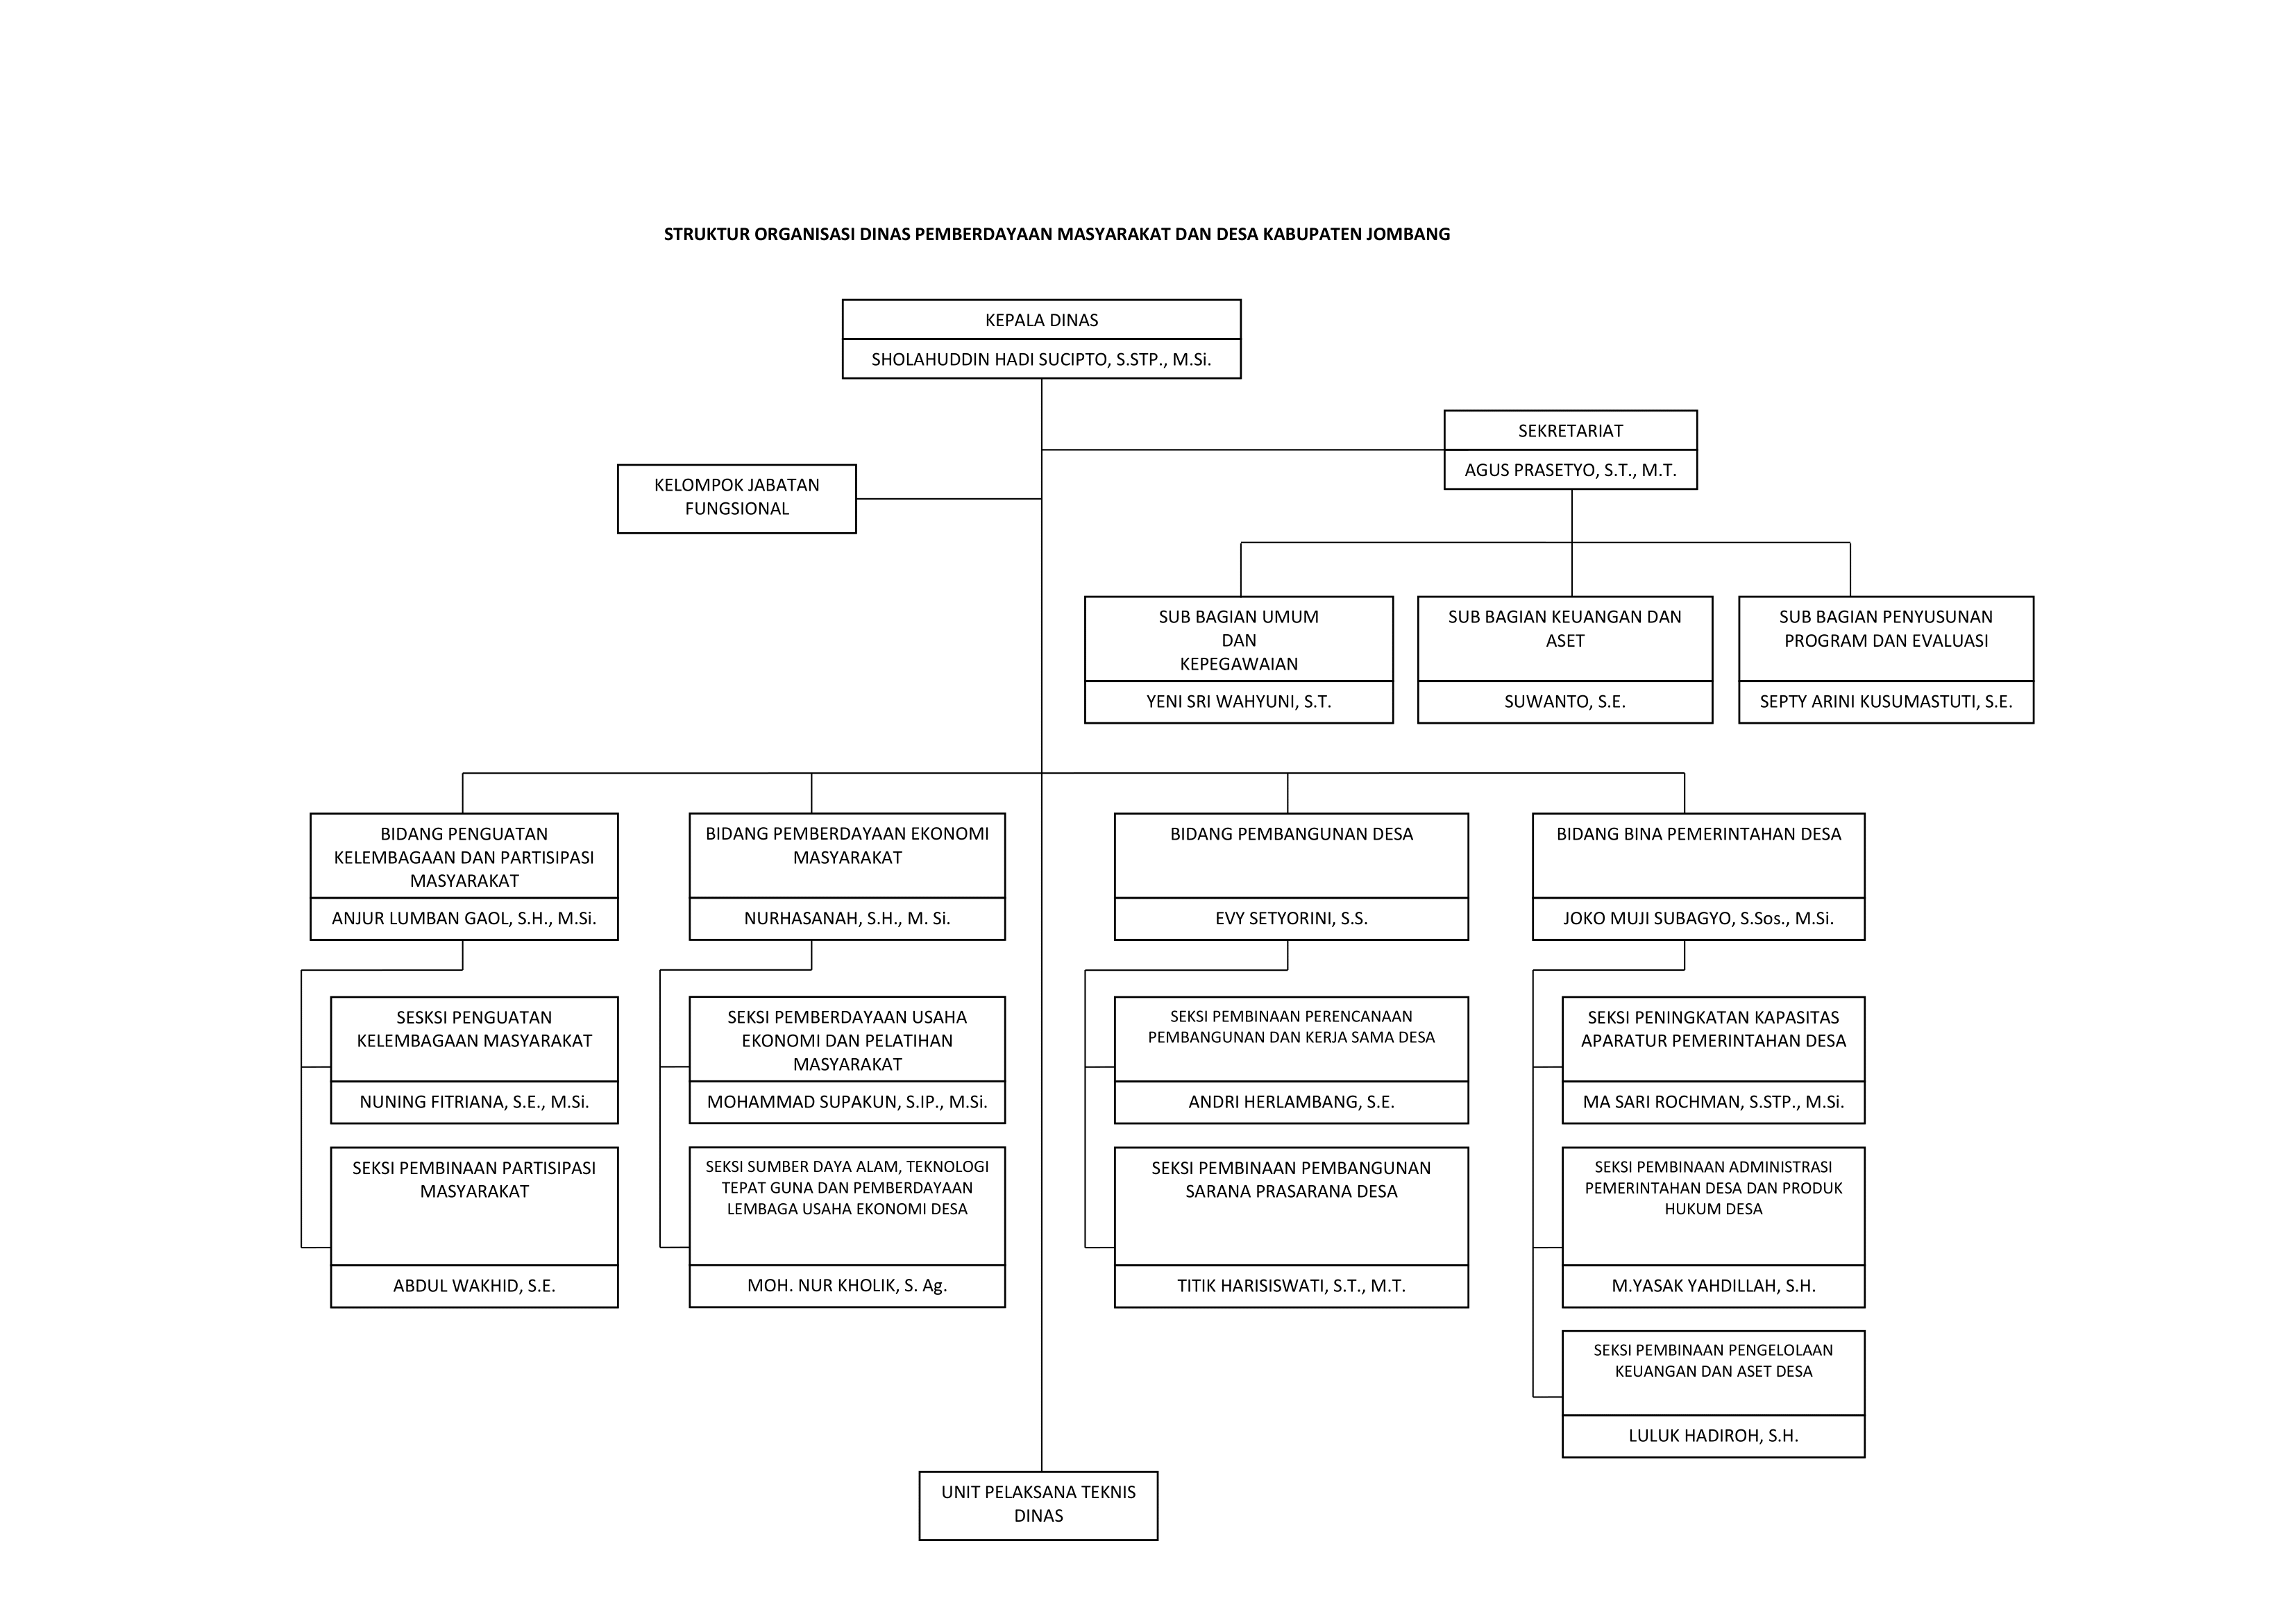 STRUKTUR ORGANISASI DINAS PEMBERDAYAAN MASYARAKAT DAN DESA KABUPATEN JOMBANG
KEPALA DINAS
SHOLAHUDDIN HADI SUCIPTO, S.STP., M.Si.
SEKRETARIAT
AGUS PRASETYO, S.T., M.T.
KELOMPOK JABATAN
FUNGSIONAL
SUB BAGIAN UMUM
DAN
KEPEGAWAIAN
YENI SRI WAHYUNI, S.T.
SUB BAGIAN KEUANGAN DAN
ASET
SUWANTO, S.E.
SUB BAGIAN PENYUSUNAN
PROGRAM DAN EVALUASI
SEPTY ARINI KUSUMASTUTI, S.E.
BIDANG PENGUATAN
KELEMBAGAAN DAN PARTISIPASI
MASYARAKAT
ANJUR LUMBAN GAOL, S.H., M.Si.
BIDANG PEMBERDAYAAN EKONOMI
MASYARAKAT
NURHASANAH, S.H., M. Si.
BIDANG PEMBANGUNAN DESA
EVY SETYORINI, S.S.
BIDANG BINA PEMERINTAHAN DESA
JOKO MUJI SUBAGYO, S.Sos., M.Si.
SESKSI PENGUATAN
KELEMBAGAAN MASYARAKAT
NUNING FITRIANA, S.E., M.Si.
SEKSI PEMBERDAYAAN USAHA
EKONOMI DAN PELATIHAN
MASYARAKAT
MOHAMMAD SUPAKUN, S.IP., M.Si.
SEKSI PEMBINAAN PERENCANAAN
PEMBANGUNAN DAN KERJA SAMA DESA
ANDRI HERLAMBANG, S.E.
SEKSI PENINGKATAN KAPASITAS
APARATUR PEMERINTAHAN DESA
MA SARI ROCHMAN, S.STP., M.Si.
SEKSI PEMBINAAN PARTISIPASI
MASYARAKAT
ABDUL WAKHID, S.E.
SEKSI SUMBER DAYA ALAM, TEKNOLOGI
TEPAT GUNA DAN PEMBERDAYAAN
LEMBAGA USAHA EKONOMI DESA
MOH. NUR KHOLIK, S. Ag.
SEKSI PEMBINAAN PEMBANGUNAN
SARANA PRASARANA DESA
TITIK HARISISWATI, S.T., M.T.
SEKSI PEMBINAAN ADMINISTRASI
PEMERINTAHAN DESA DAN PRODUK
HUKUM DESA
M.YASAK YAHDILLAH, S.H.
SEKSI PEMBINAAN PENGELOLAAN
KEUANGAN DAN ASET DESA
LULUK HADIROH, S.H.
UNIT PELAKSANA TEKNIS
DINAS